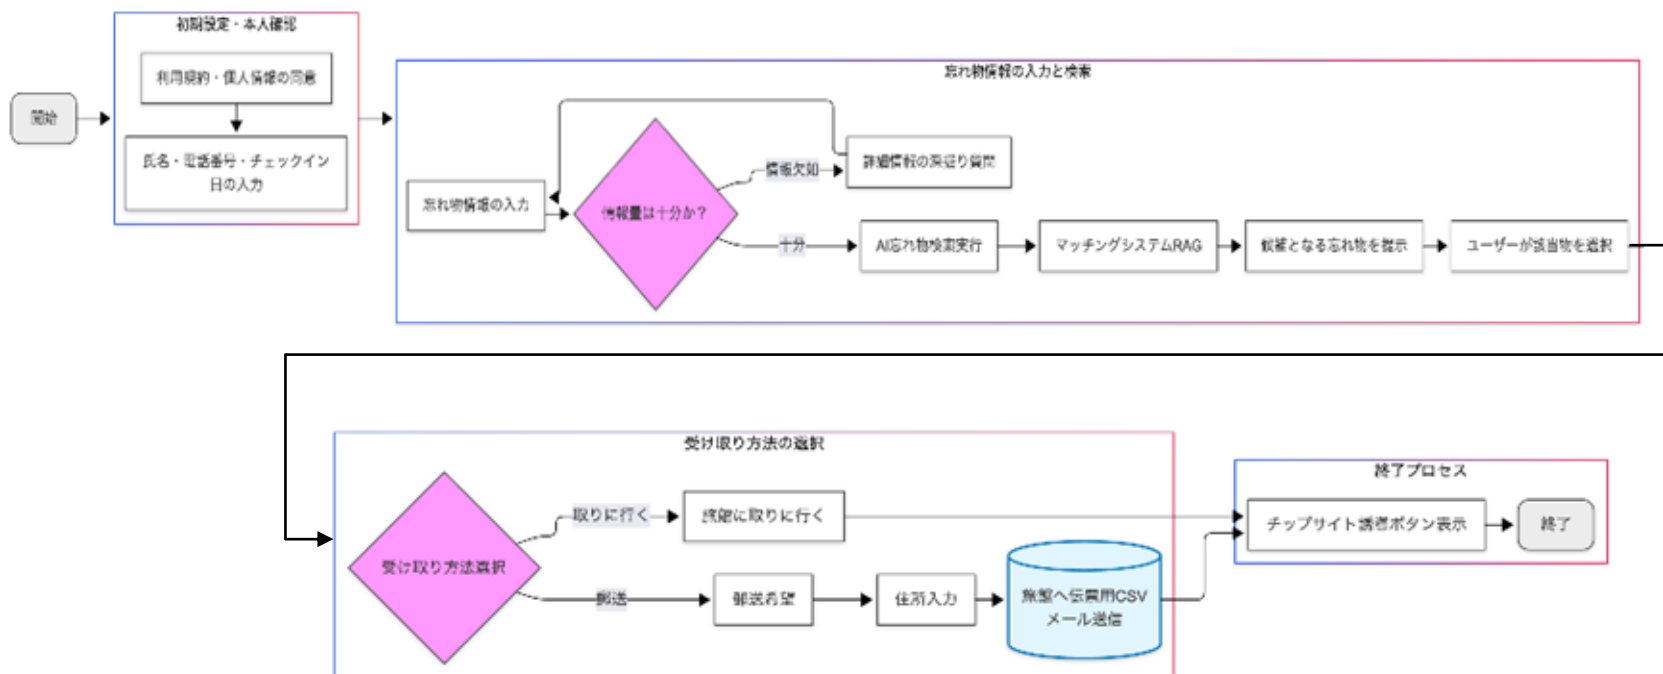 初期設定・本人確認
利用規約・個人情報の同意
開始
氏名・電話番号・チェックイン
日の入力
忘れ物情報の入力と検索
忘れ物情報の入力
情報量は十分か？
情報欠如
詳細情報の深堀り質問
十分
AI忘れ物検索実行
マッチングシステムRAG
候補となる忘れ物を提示
ユーザーが該当物を選択
受け取り方法の選択
受け取り方法選択
取りに行く
旅館に取りに行く
郵送
郵送希望
住所入力
旅館へ伝票用CSV
メール送信
終了プロセス
チップサイト誘導ボタン表示
終了